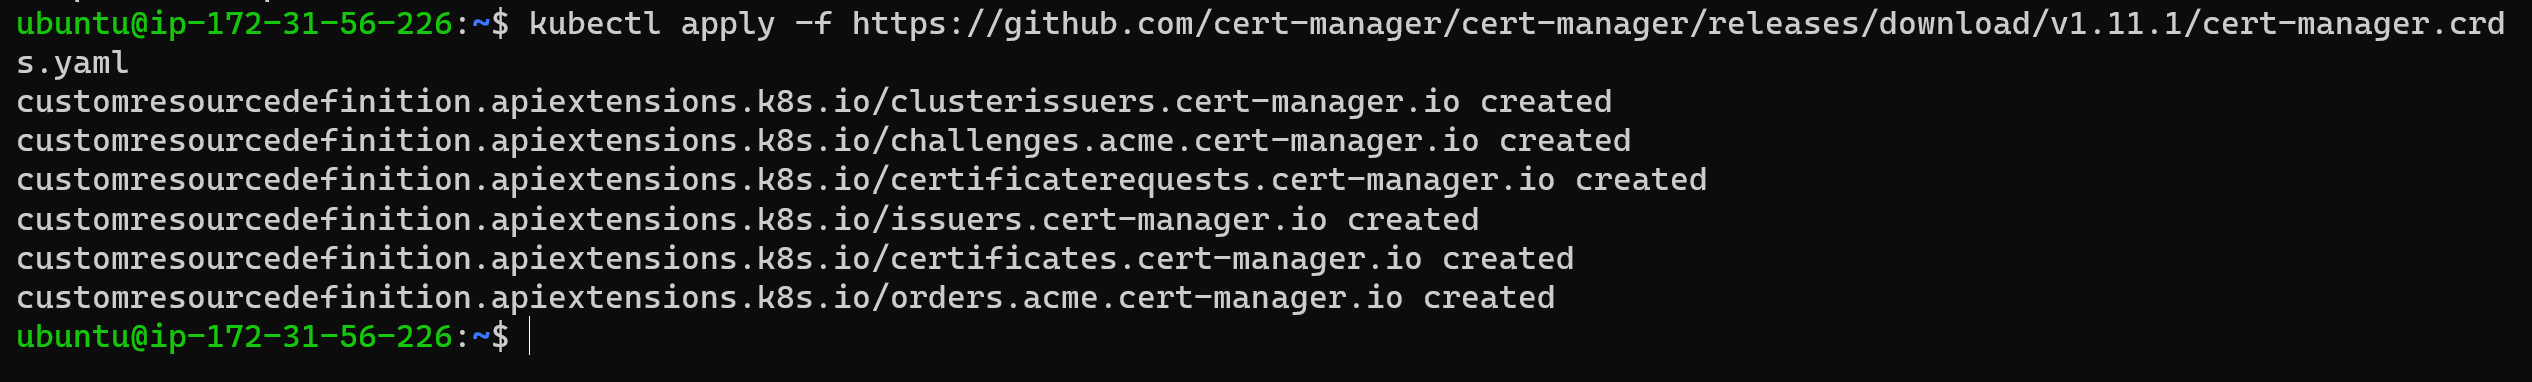 ubuntu@ip-172-31-56-226:~$ kubectl apply -f https://github.com/cert-manager/cert-manager/releases/download/v1.11.1/cert-manager.crd
s.yaml
customresourcedefinition.apiextensions.k8s.io/clusterissuers.cert-manager.io created
customresourcedefinition.apiextensions.k8s.io/challenges.acme.cert-manager.io created
customresourcedefinition.apiextensions.k8s.io/certificaterequests.cert-manager.io created
customresourcedefinition.apiextensions.k8s.io/issuers.cert-manager.io created
customresourcedefinition.apiextensions.k8s.io/certificates.cert-manager.io created
customresourcedefinition.apiextensions.k8s.io/orders.acme.cert-manager.io created
ubuntu@ip-172-31-56-226:~$